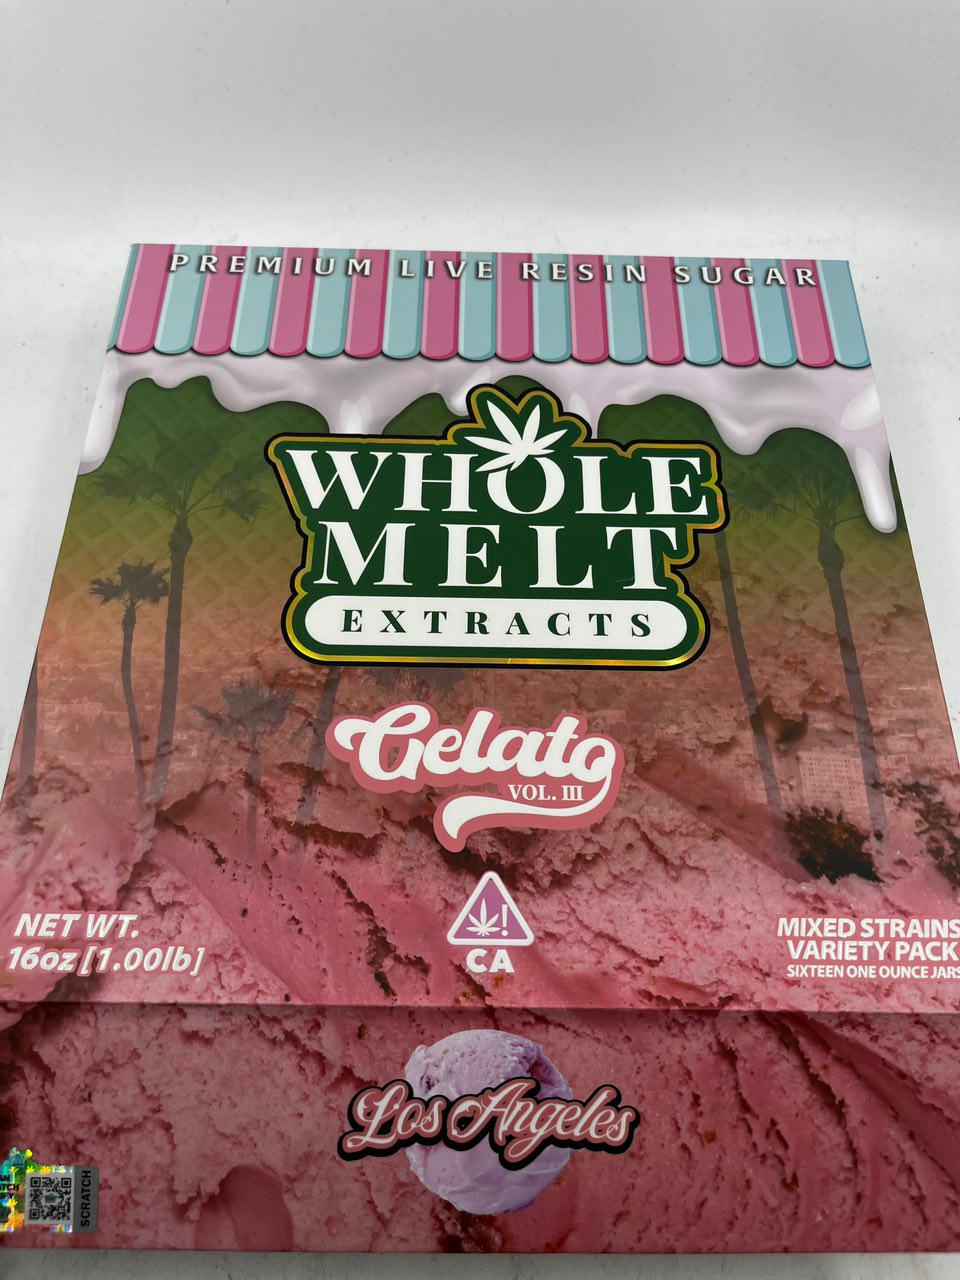 PREMIUM LIVE RESIN SUGAR
WHOLE
MELT
EXTRACTS
Gelato
VOL. III
NET WT.
16oz [1.00lb]
CA
MIXED STRAINS
VARIETY PACK
SIXTEEN ONE OUNCE JARS
Los Angeles
SCRATCH